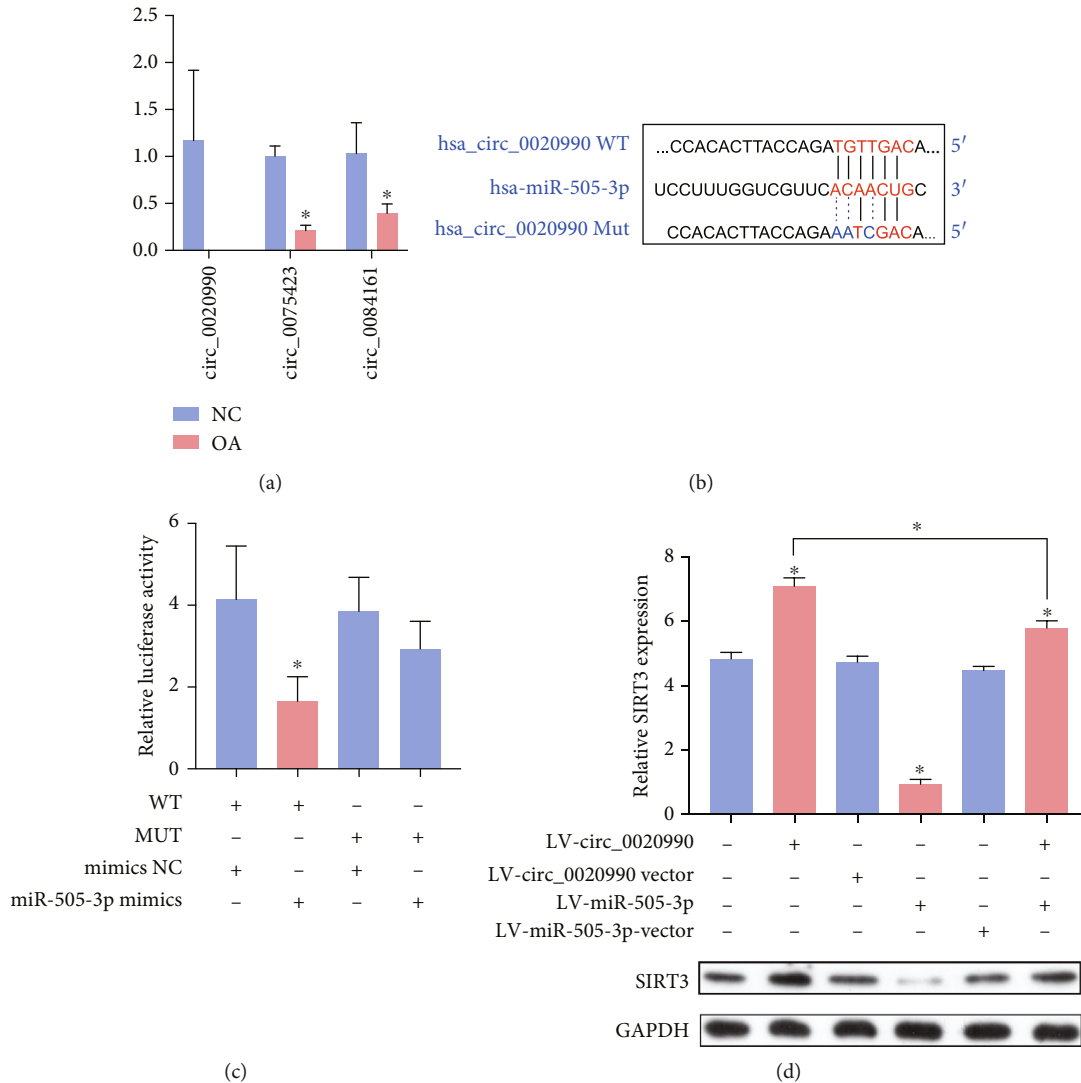 2.5
2.0
1.5
1.0
0.5
0.0
*
*
circ_0020990
circ_0075423
circ_0084161
NC
OA
(a)
hsa_circ_0020990 WT ...CCACACTTACCAGATGTTGACA... 5′
hsa-miR-505-3p UCCUUUGGUCGUUCACAACUGC 3′
hsa_circ_0020990 Mut CCACACTTACCAGAAATCGACA... 5′
(b)
Relative luciferase activity
6
4
2
0
*
WT + + – –
MUT – – + +
mimics NC + – + –
miR-505-3p mimics – + – +
(c)
Relative SIRT3 expression
8
6
4
2
0
*
*
*
*
LV-circ_0020990 – + – – – +
LV-circ_0020990 vector – – + – – –
LV-miR-505-3p – – – + – +
LV-miR-505-3p-vector – – – – + –
SIRT3
GAPDH
(d)